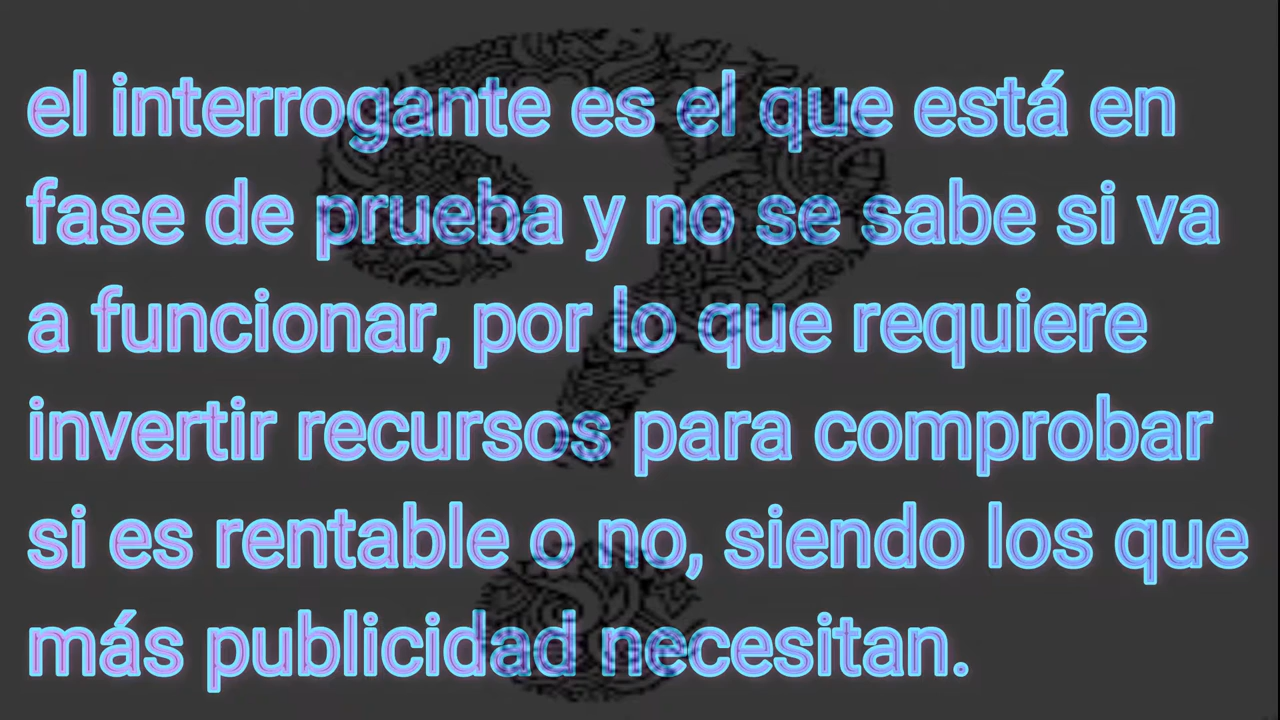 el interrogante es el que está en
fase de prueba y no se sabe si va
a funcionar, por lo que requiere
invertir recursos para comprobar
si es rentable o no, siendo los que
más publicidad necesitan.